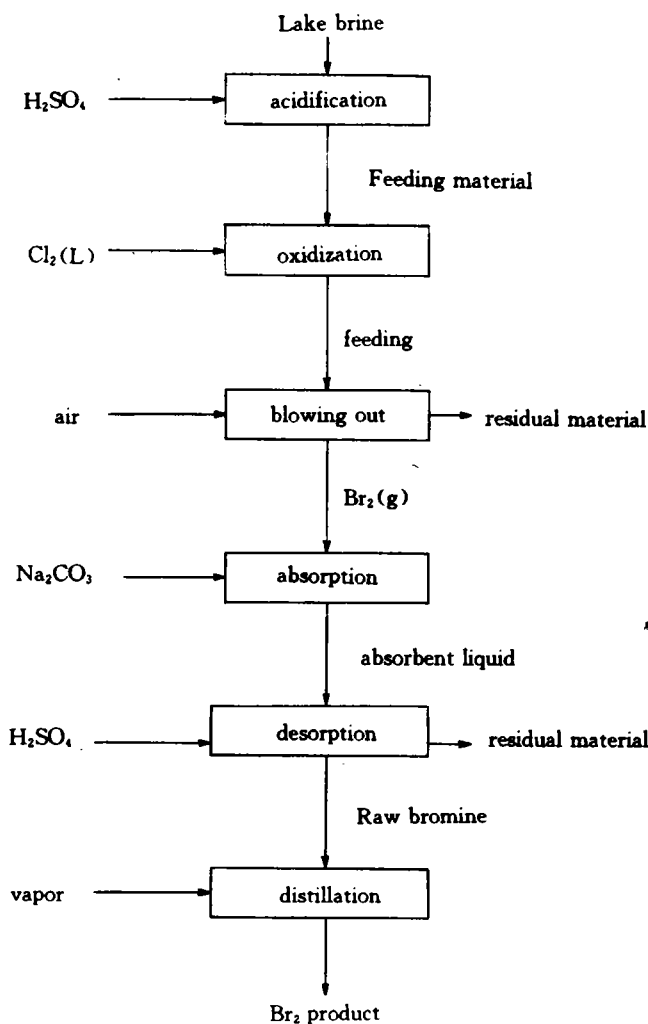 Lake brine
H₂SO₄
acidification
Feeding material
Cl₂(L)
oxidization
feeding
air
blowing out
residual material
Br₂(g)
Na₂CO₃
absorption
absorbent liquid
H₂SO₄
desorption
residual material
Raw bromine
vapor
distillation
Br₂ product